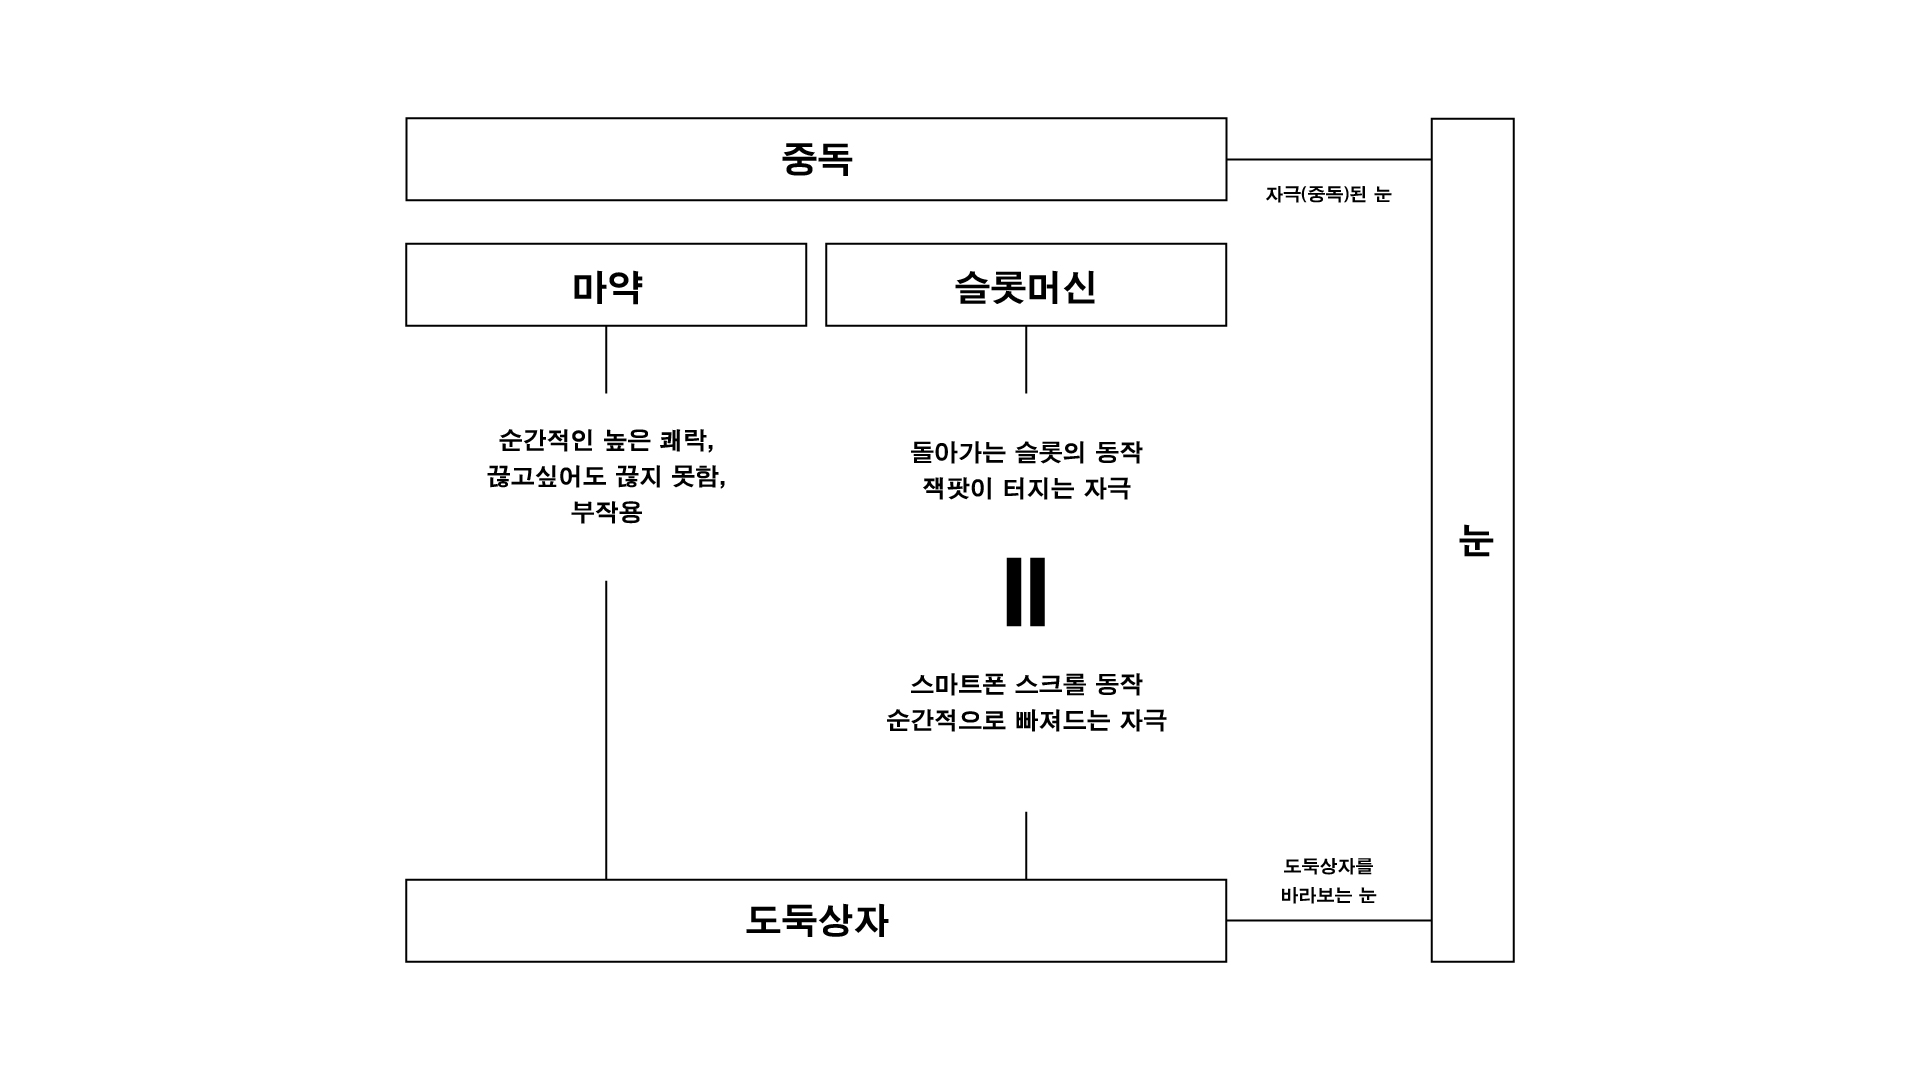 중독
자극(중독)된 눈
마약
슬롯머신
순간적인 높은 쾌락,
끊고싶어도 끊지 못함,
부작용
돌아가는 슬롯의 동작
잭팟이 터지는 자극
스마트폰 스크롤 동작
순간적으로 빠져드는 자극
눈
도둑상자를
바라보는 눈
도둑상자